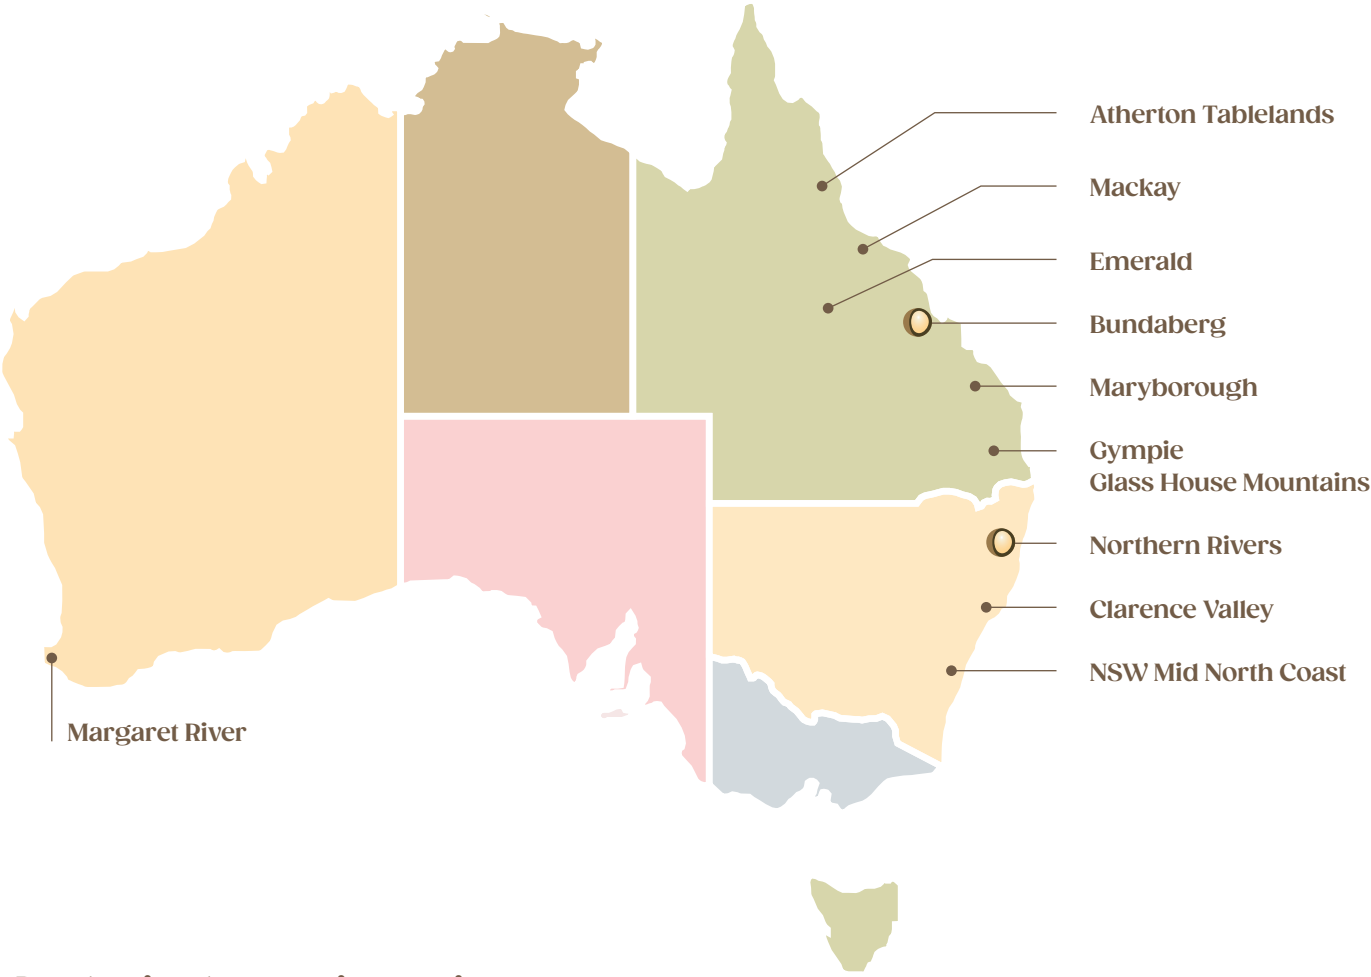 Atherton Tablelands
Mackay
Emerald
Bundaberg
Maryborough
Gympie
Glass House Mountains
Northern Rivers
Clarence Valley
NSW Mid North Coast
Margaret River